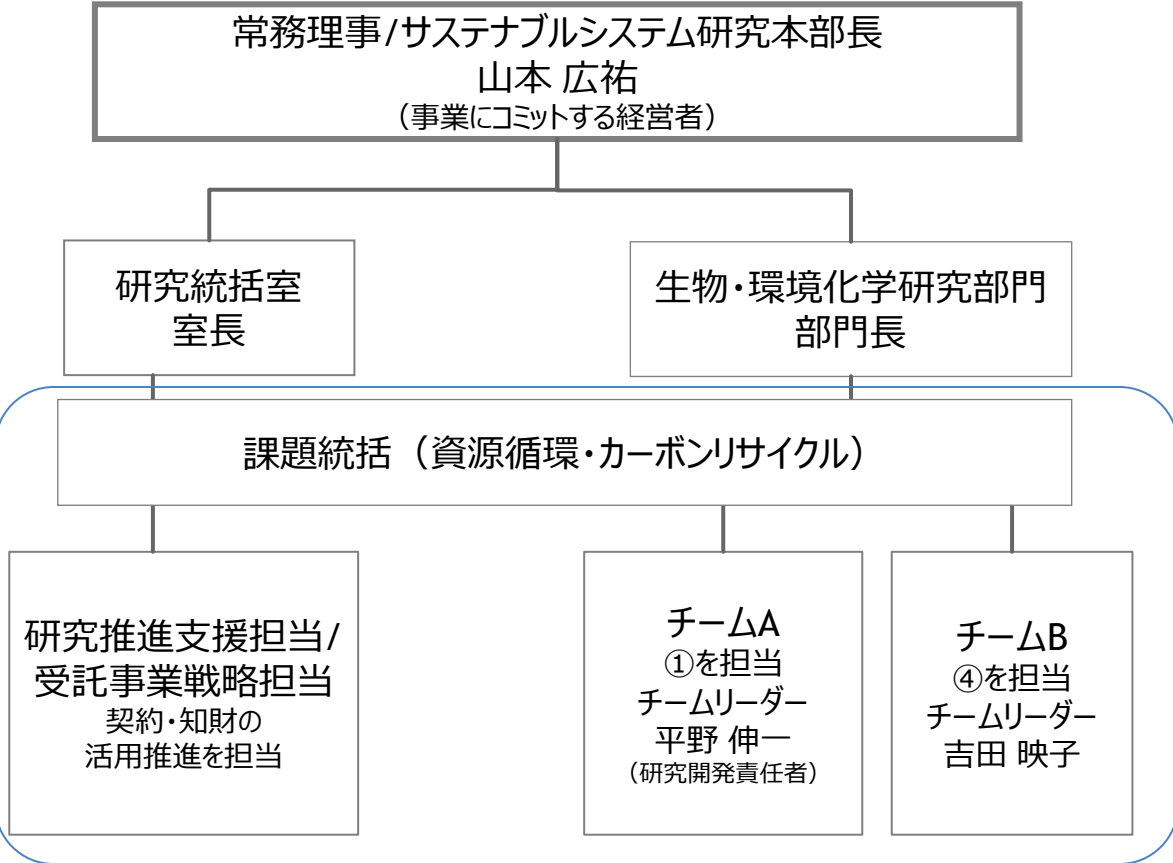 常務理事/サステナブルシステム研究本部長
山本 広祐
（事業にコミットする経営者）
研究統括室
室長
生物・環境化学研究部門
部門長
課題統括（資源循環・カーボンリサイクル）
研究推進支援担当/
受託事業戦略担当
契約・知財の
活用推進を担当
チームA
①を担当
チームリーダー
平野 伸一
（研究開発責任者）
チームB
④を担当
チームリーダー
吉田 映子